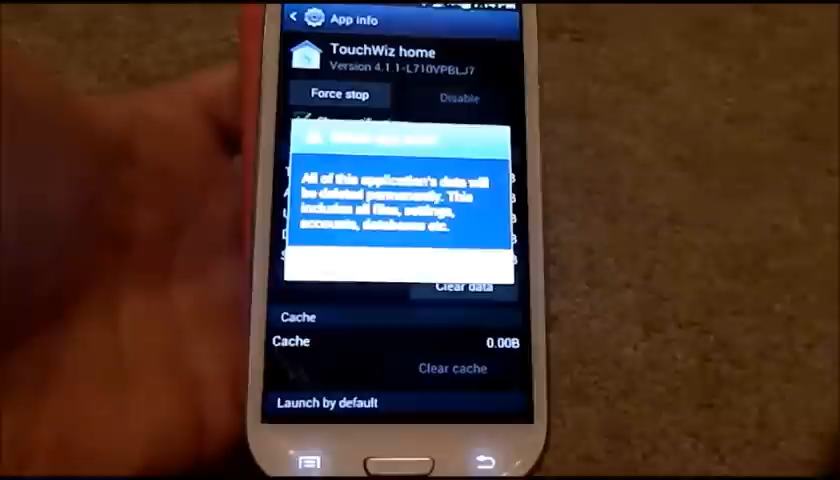 App info
TouchWiz home
Version 4.1.1-L710VPBLJ7
Force stop
Disable
All of this application's data will
be deleted permanently. This
includes all files, settings,
accounts, databases etc.
Clear data
Cache
Cache 0.00B
Clear cache
Launch by default